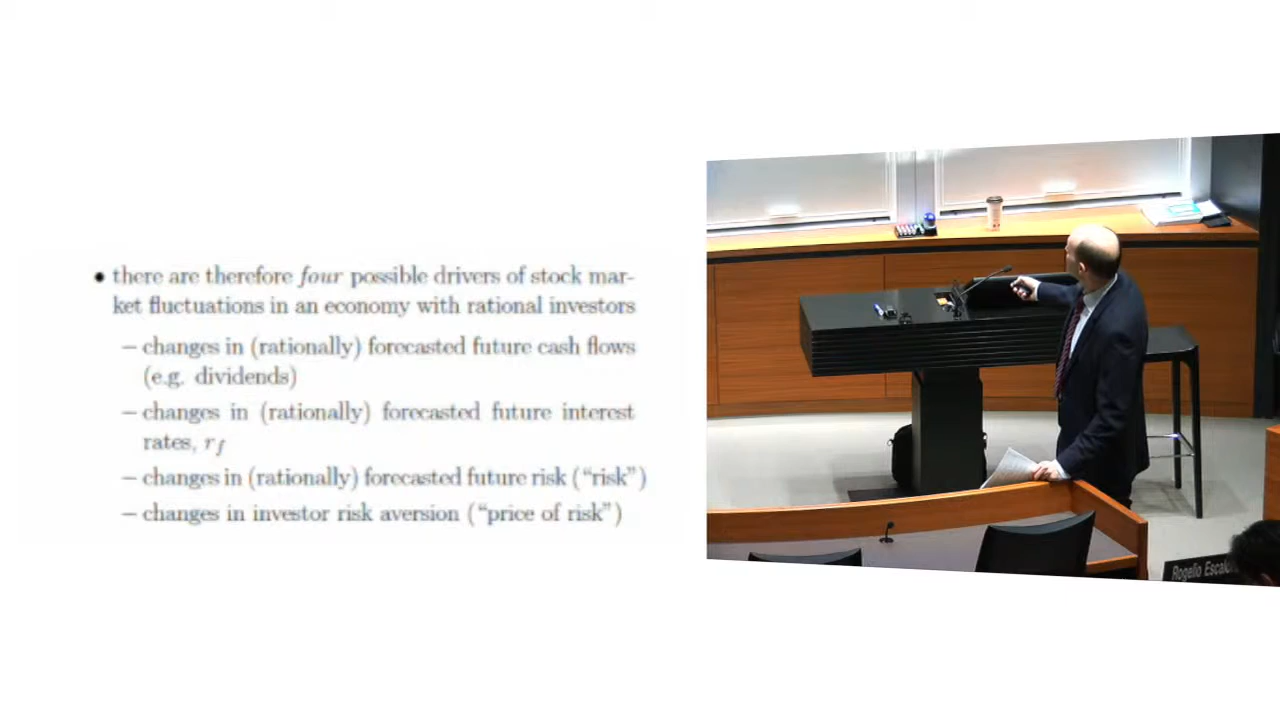 • there are therefore four possible drivers of stock mar-
ket fluctuations in an economy with rational investors
– changes in (rationally) forecasted future cash flows
(e.g. dividends)
– changes in (rationally) forecasted future interest
rates, r_f
– changes in (rationally) forecasted future risk (“risk”)
– changes in investor risk aversion (“price of risk”)
Rogelio